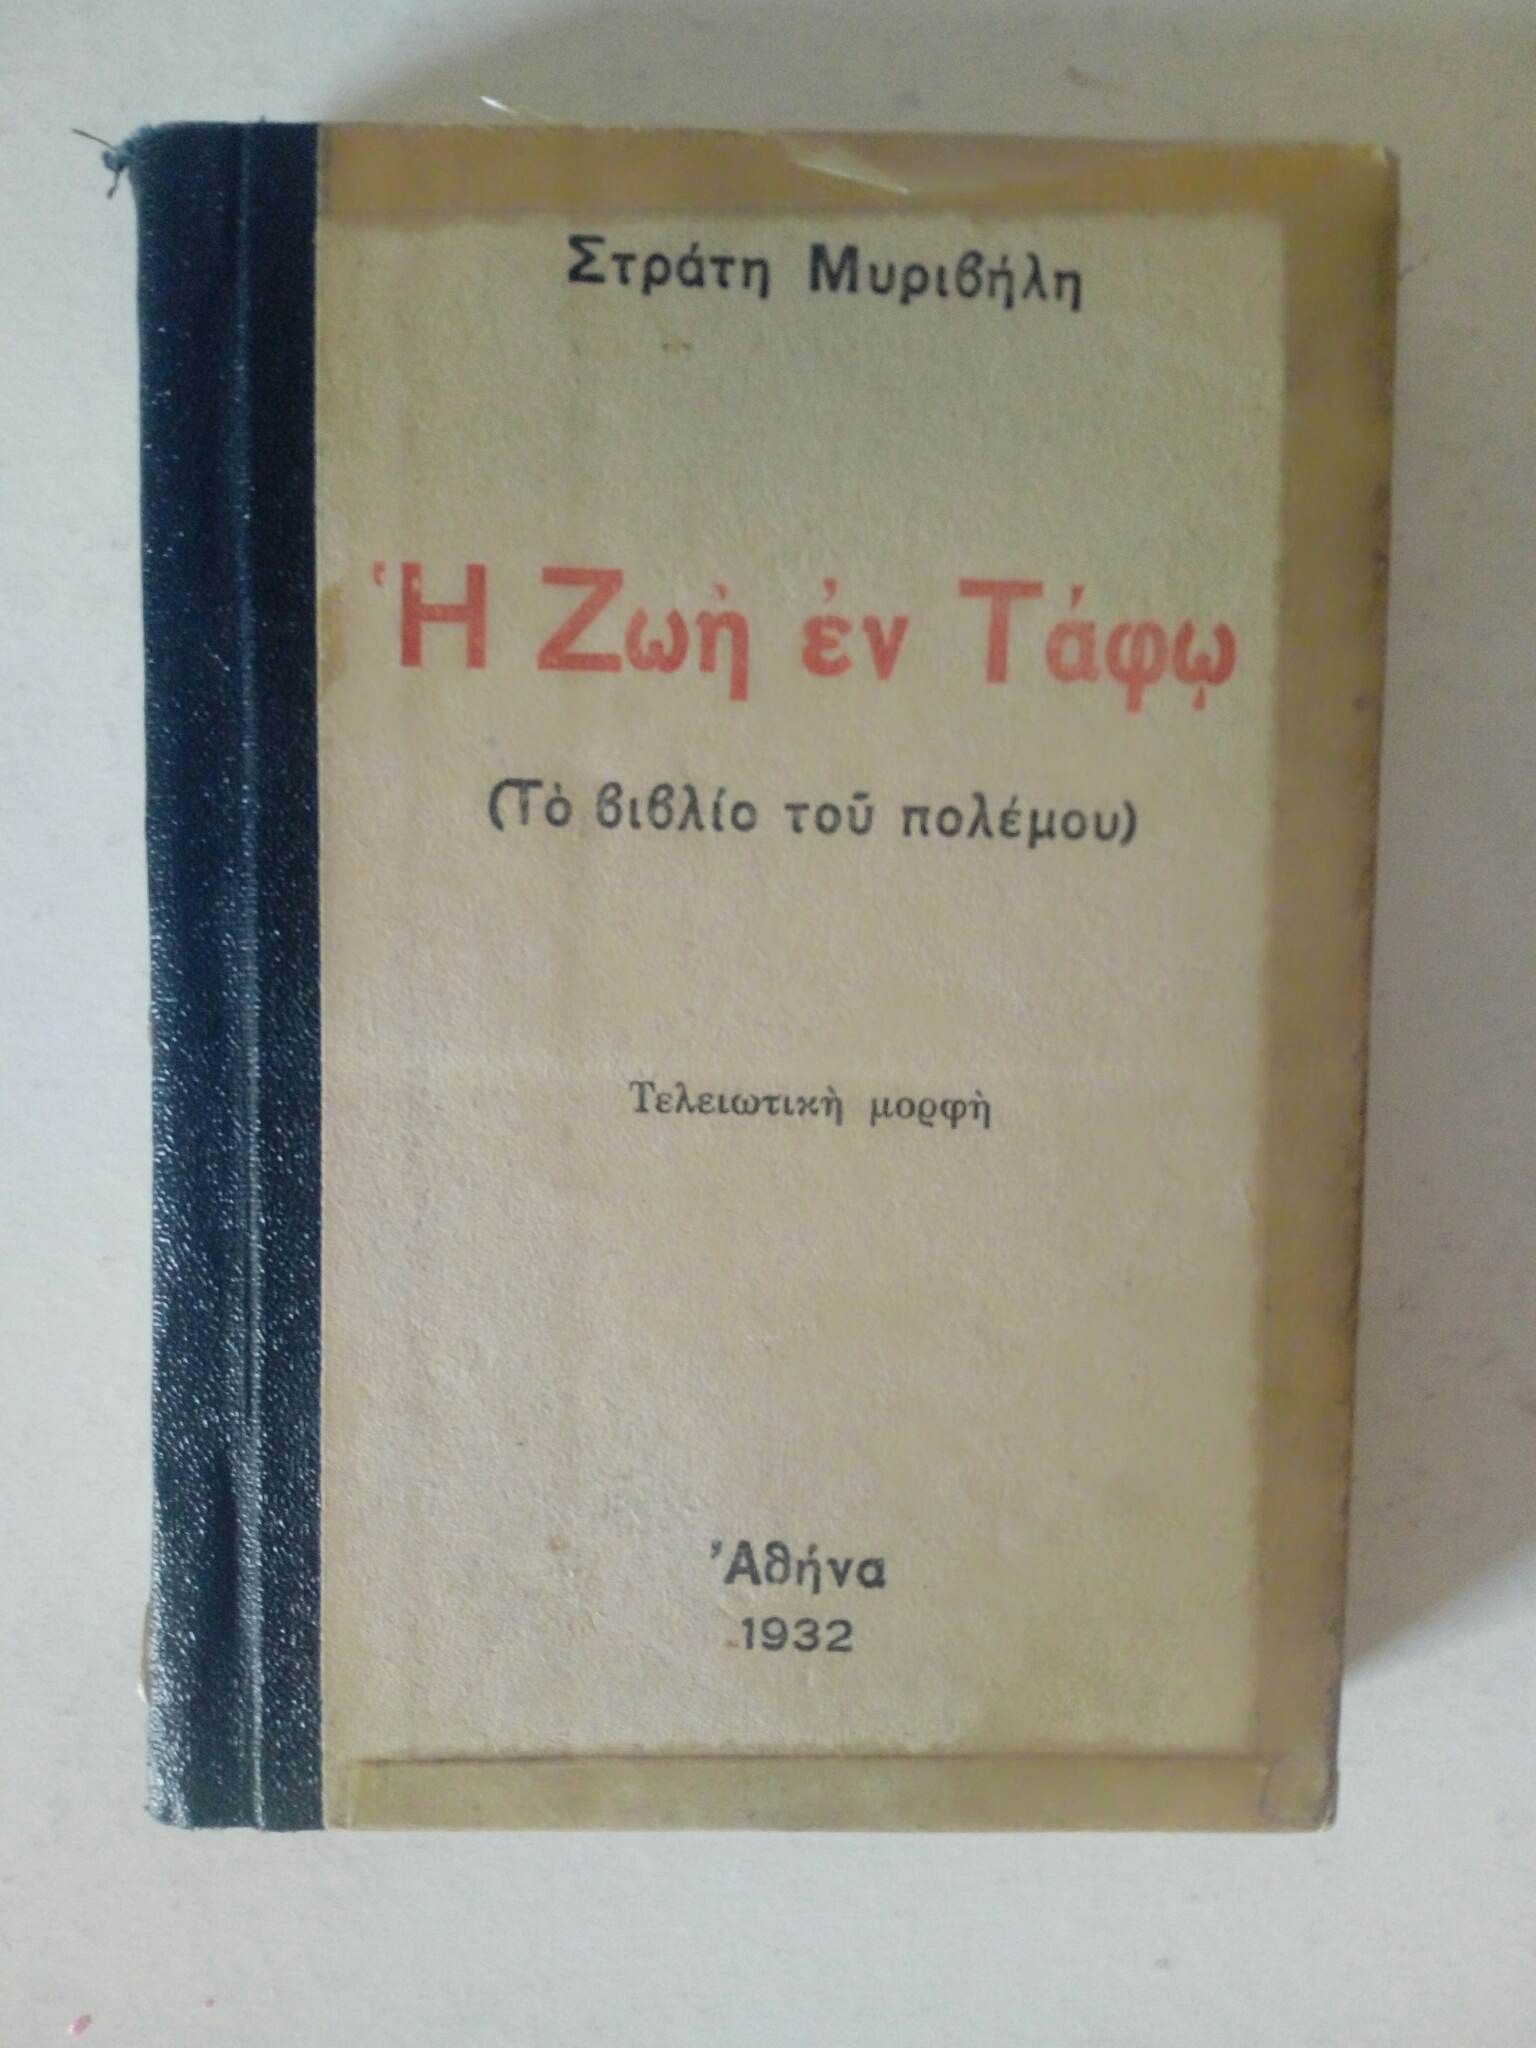 Στράτη Μυριβήλη
Ἡ Ζωὴ ἐν Τάφῳ
(Τὸ βιβλίο τοῦ πολέμου)
Τελειωτικὴ μορφὴ
Ἀθήνα
1932